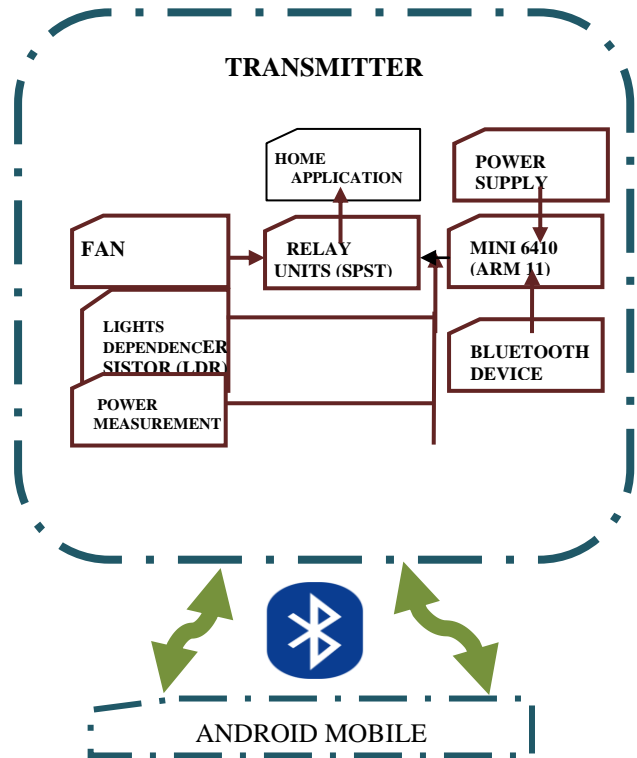 TRANSMITTER
HOME
APPLICATION
POWER
SUPPLY
FAN
RELAY
UNITS (SPST)
MINI 6410
(ARM 11)
LIGHTS
DEPENDENCER
SISTOR (LDR)
BLUETOOTH
DEVICE
POWER
MEASUREMENT
ANDROID MOBILE